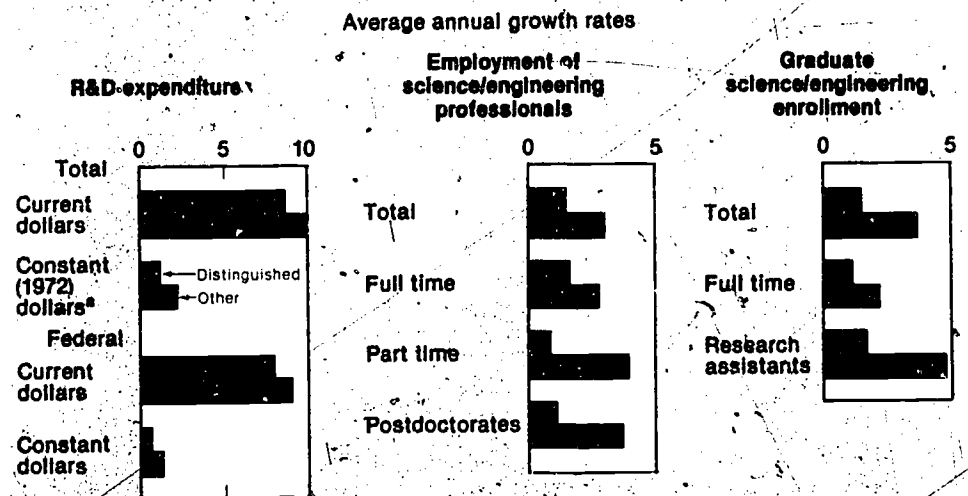 Average annual growth rates
R&D expenditure
0 5 10
Total
Current
dollars
Constant
(1972)
dollarsª
Distinguished
Other
Federal
Current
dollars
Constant
dollars
Employment of
science/engineering
professionals
0 5
Total
Full time
Part time
Postdoctorates
Graduate
science/engineering
enrollment
0 5
Total
Full time
Research
assistants